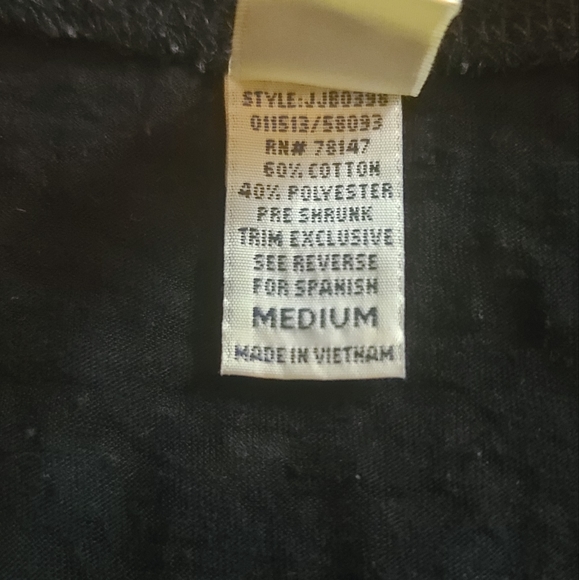 STYLE:JJB0398
011513/58093
RN# 78147
60% COTTON
40% POLYESTER
PRE SHRUNK
TRIM EXCLUSIVE
SEE REVERSE
FOR SPANISH
MEDIUM
MADE IN VIETNAM